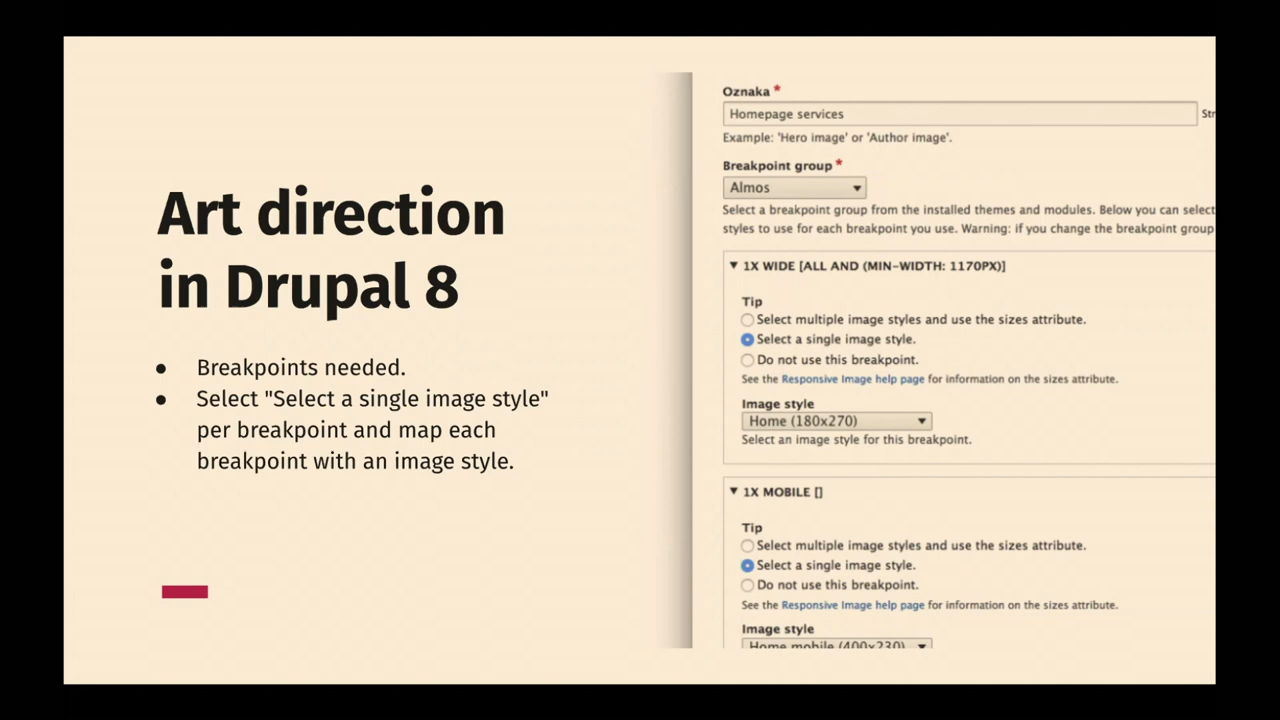 Art direction
in Drupal 8
● Breakpoints needed.
● Select "Select a single image style"
per breakpoint and map each
breakpoint with an image style.
Oznaka *
Homepage services
Str
Example: 'Hero image' or 'Author image'.
Breakpoint group *
Almos
Select a breakpoint group from the installed themes and modules. Below you can select
styles to use for each breakpoint you use. Warning: if you change the breakpoint group
1X WIDE [ALL AND (MIN-WIDTH: 1170PX)]
Tip
Select multiple image styles and use the sizes attribute.
Select a single image style.
Do not use this breakpoint.
See the Responsive Image help page for information on the sizes attribute.
Image style
Home (180x270)
Select an image style for this breakpoint.
1X MOBILE []
Tip
Select multiple image styles and use the sizes attribute.
Select a single image style.
Do not use this breakpoint.
See the Responsive Image help page for information on the sizes attribute.
Image style
Home mobile (400x230)